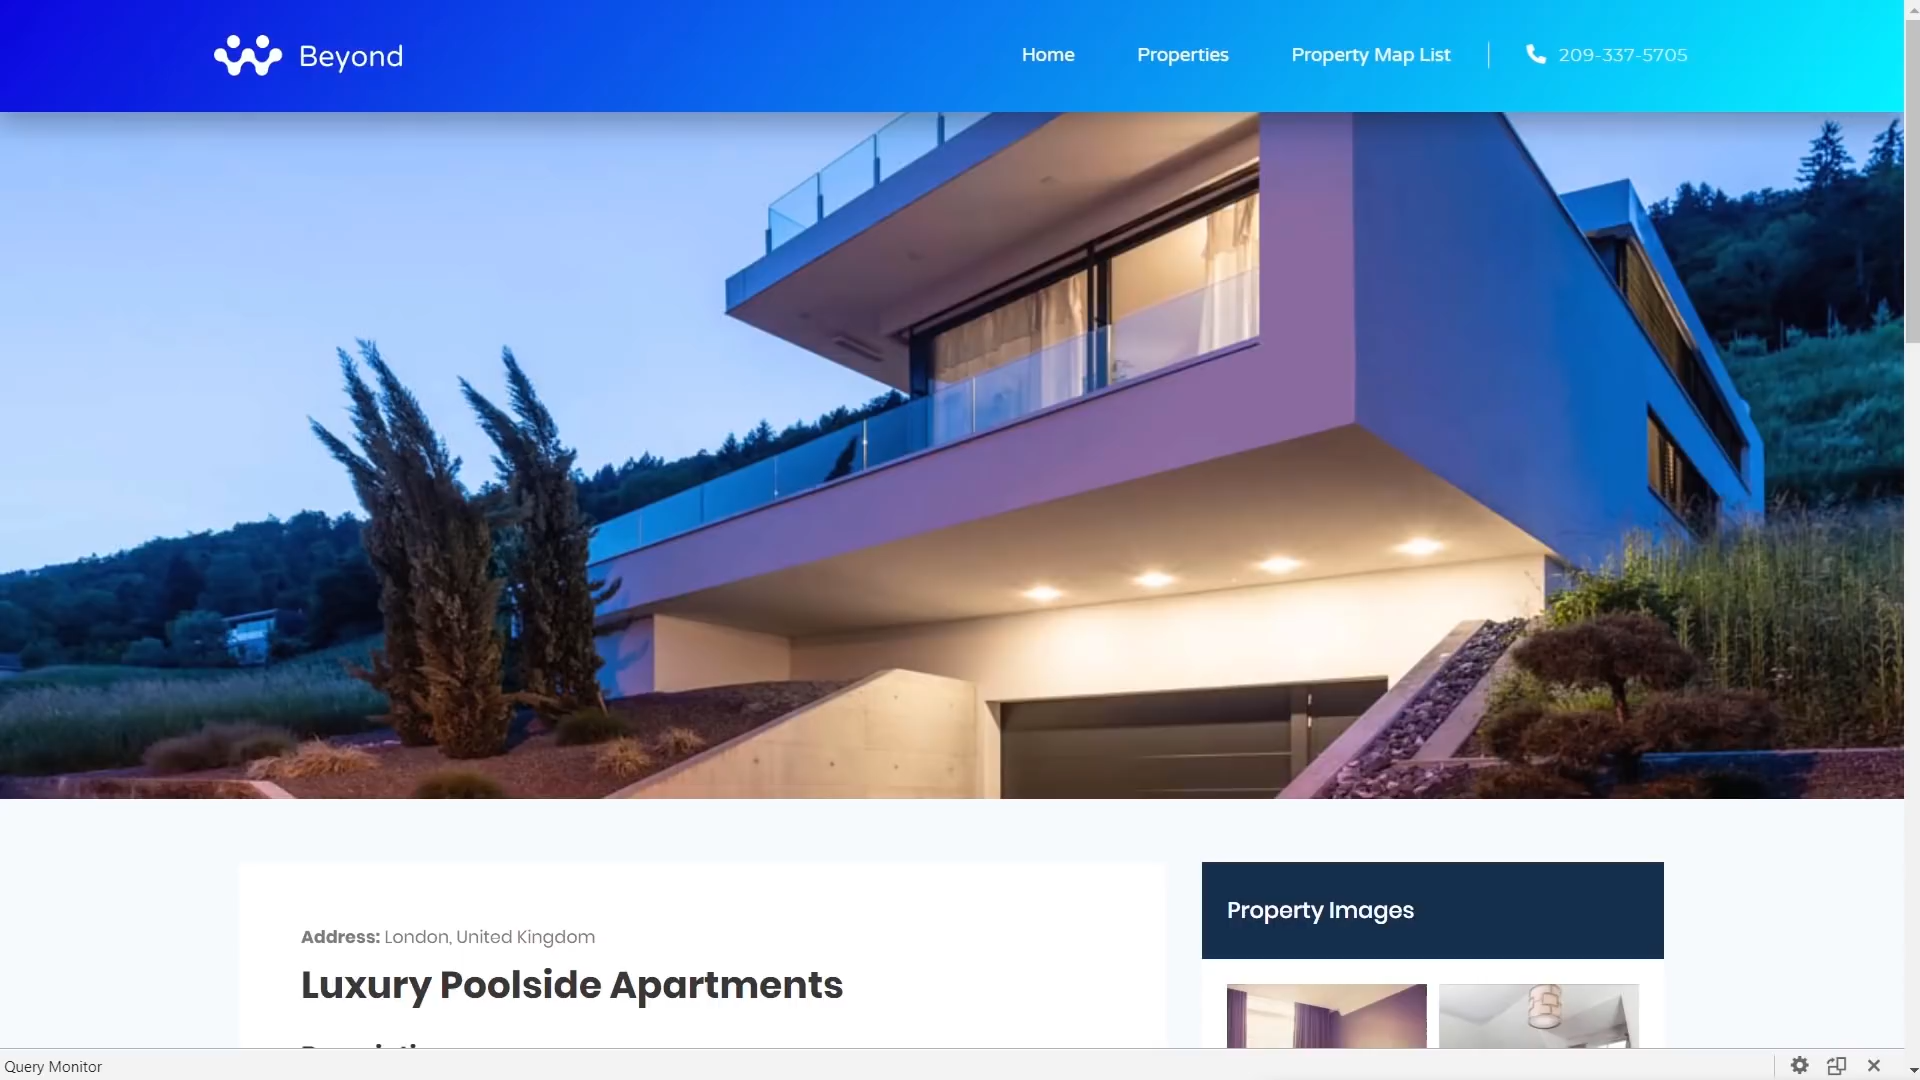 Beyond
Home
Properties
Property Map List
209-337-5705
Address: London, United Kingdom
Luxury Poolside Apartments
Property Images
Query Monitor